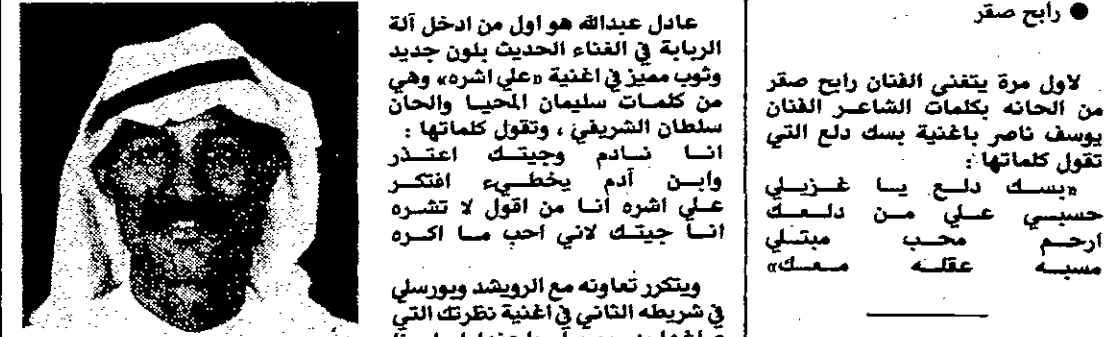 ● رابح صقر
لاول مرة يتغنى الفنان رابح صقر
من الحانه بكلمات الشاعر الفنان
يوسف ناصر باغنية بسك دلع التي
تقول كلماتها :
«بسك دلع يا غزيلي
حسبي علي من دلعك
ارحم محب مبتلي
مسيه عقله معك»
عادل عبدالله هو اول من ادخل آلة
الربابة في الغناء الحديث بلون جديد
وثوب مميز في اغنية «علي اشره» وهي
من كلمات سليمان المحيا والحان
سلطان الشريفي ، وتقول كلماتها :
انا نادم وجيتك اعتذر
وابن آدم يخطيء افتكر
علي اشره انا من اقول لا تشره
انا جيتك لاني احب ما اكره
ويتكرر تعاونه مع الرويشد وبورسلي
في شريطه الثاني في اغنية نظرتك التي